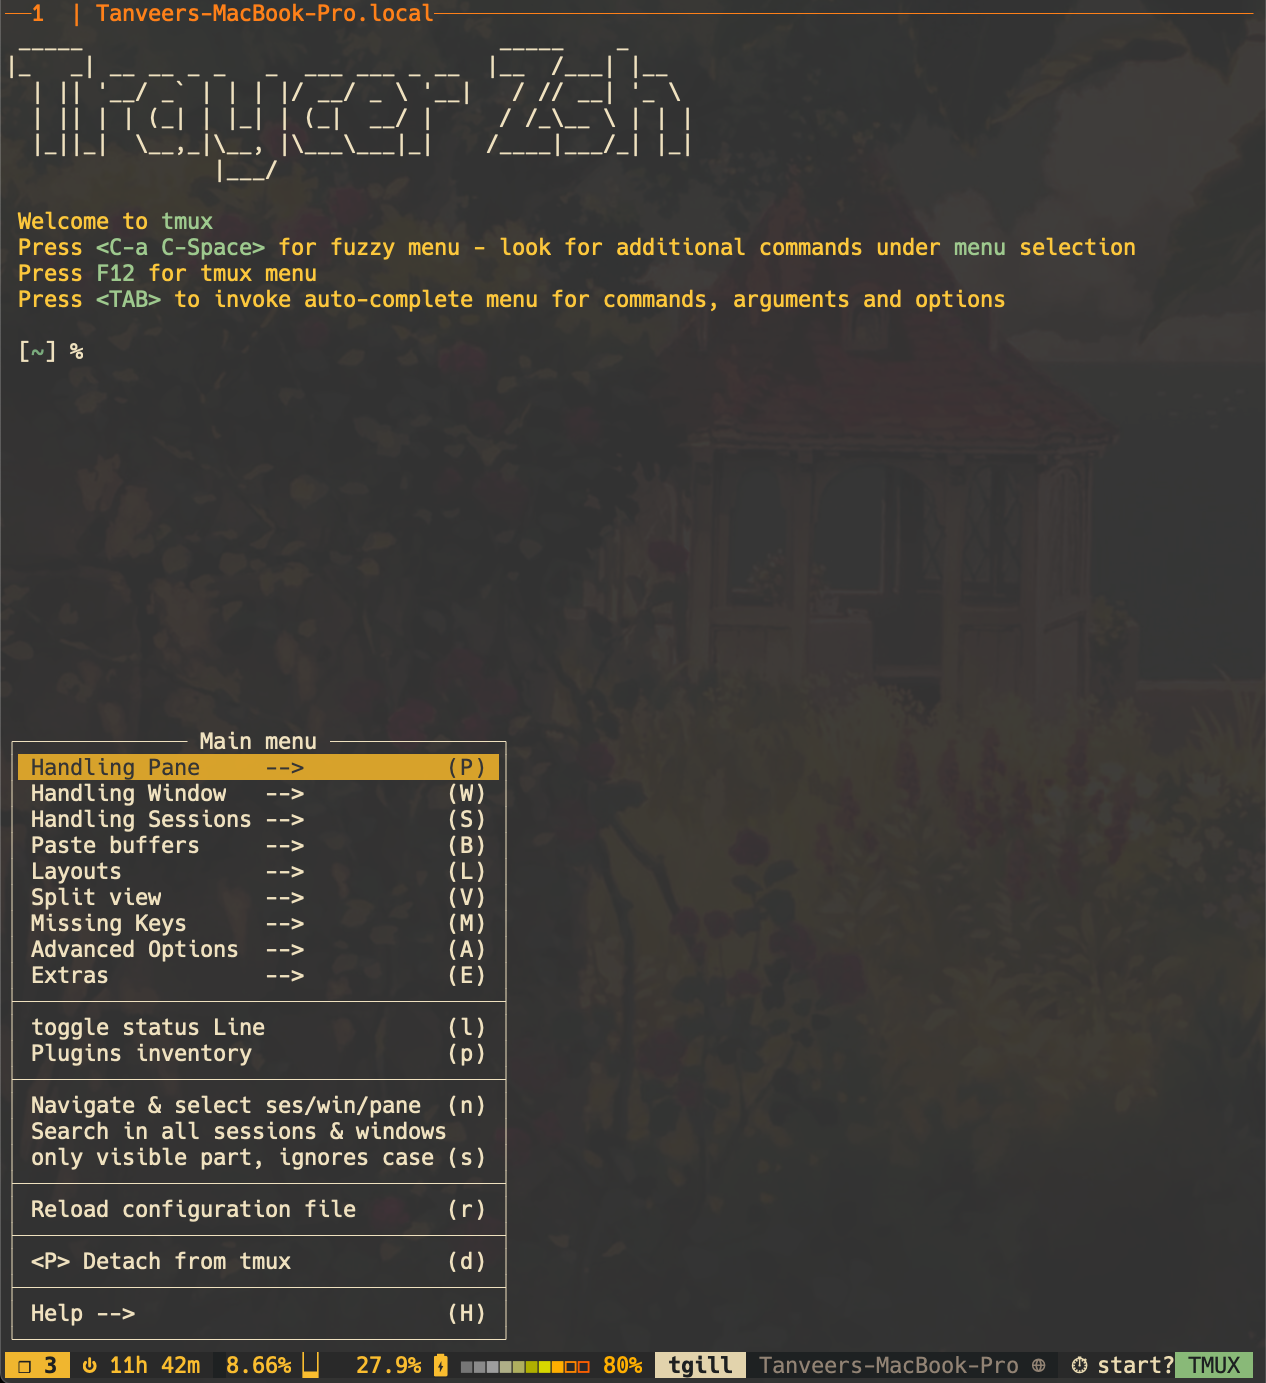 1 | Tanveers-MacBook-Pro.local
Traycer Zsh
Welcome to tmux
Press <C-a C-Space> for fuzzy menu - look for additional commands under menu selection
Press F12 for tmux menu
Press <TAB> to invoke auto-complete menu for commands, arguments and options
[~] %
Main menu
Handling Pane --> (P)
Handling Window --> (W)
Handling Sessions --> (S)
Paste buffers --> (B)
Layouts --> (L)
Split view --> (V)
Missing Keys --> (M)
Advanced Options --> (A)
Extras --> (E)
toggle status Line (l)
Plugins inventory (p)
Navigate & select ses/win/pane (n)
Search in all sessions & windows
only visible part, ignores case (s)
Reload configuration file (r)
<P> Detach from tmux (d)
Help --> (H)
❐ 3 11h 42m 8.66% 27.9% 80% tgill Tanveers-MacBook-Pro start? TMUX